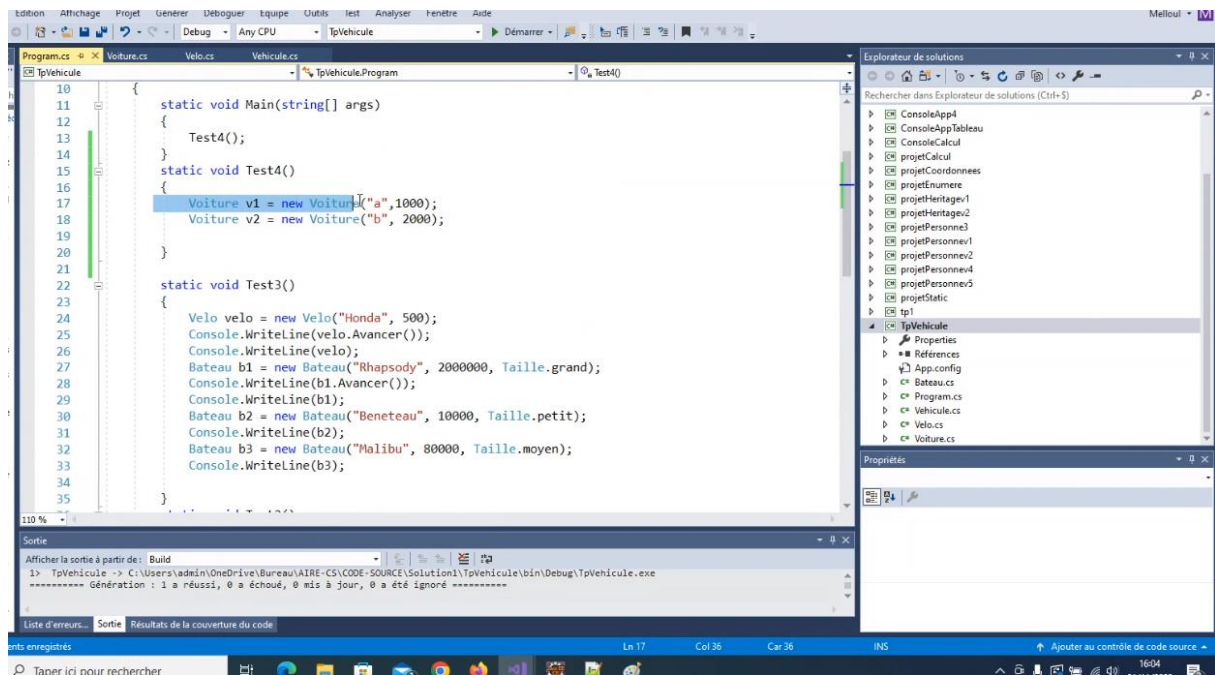 Edition Affichage Projet Générer Déboguer Equipe Outils Test Analyser Fenêtre Aide
Melloul
Debug Any CPU TpVehicule Démarrer
Program.cs Voiture.cs Velo.cs Vehicule.cs
TpVehicule TpVehicule.Program Test4()
10 {
11 static void Main(string[] args)
12 {
13 Test4();
14 }
15 static void Test4()
16 {
17 Voiture v1 = new Voiture("a",1000);
18 Voiture v2 = new Voiture("b", 2000);
19
20 }
21
22 static void Test3()
23 {
24 Velo velo = new Velo("Honda", 500);
25 Console.WriteLine(velo.Avancer());
26 Console.WriteLine(velo);
27 Bateau b1 = new Bateau("Rhapsody", 2000000, Taille.grand);
28 Console.WriteLine(b1.Avancer());
29 Console.WriteLine(b1);
30 Bateau b2 = new Bateau("Beneteau", 10000, Taille.petit);
31 Console.WriteLine(b2);
32 Bateau b3 = new Bateau("Malibu", 80000, Taille.moyen);
33 Console.WriteLine(b3);
34
35 }
110 %
Sortie
Afficher la sortie à partir de : Build
1> TpVehicule -> C:\Users\admin\OneDrive\Bureau\AIRE-CS\CODE-SOURCE\Solution1\TpVehicule\bin\Debug\TpVehicule.exe
========== Génération : 1 a réussi, 0 a échoué, 0 mis à jour, 0 a été ignoré ==========
Liste d'erreurs... Sortie Résultats de la couverture du code
Explorateur de solutions
Rechercher dans Explorateur de solutions (Ctrl+$)
ConsoleApp4
ConsoleAppTableau
ConsoleCalcul
projetCalcul
projetCoordonnees
projetEnumere
projetHeritagev1
projetHeritagev2
projetPersonne3
projetPersonnev1
projetPersonnev2
projetPersonnev4
projetPersonnev5
projetStatic
tp1
TpVehicule
Properties
Références
App.config
Bateau.cs
Program.cs
Vehicule.cs
Velo.cs
Voiture.cs
Propriétés
ents enregistrés Ln 17 Col 36 Car 36 INS Ajouter au contrôle de code source
Taper ici pour rechercher
16:04